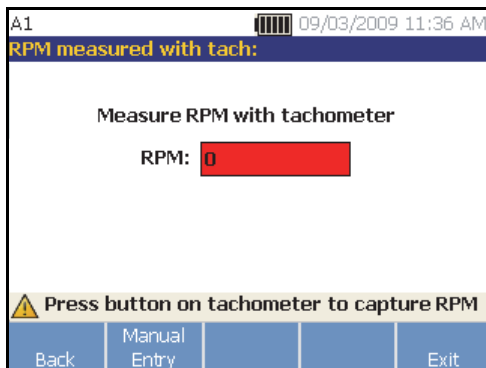 A1 09/03/2009 11:36 AM
RPM measured with tach:
Measure RPM with tachometer
RPM: 0
Press button on tachometer to capture RPM
Back Manual Entry Exit